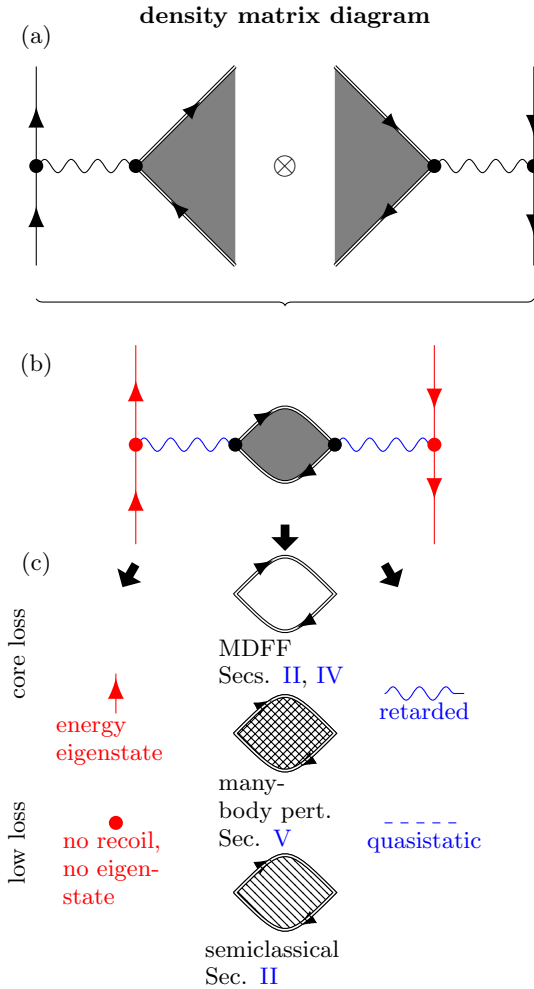 density matrix diagram
(a)
⊗
(b)
(c)
core loss
MDFF
Secs. II, IV
energy
eigenstate
retarded
low loss
many-
body pert.
Sec. V
no recoil,
no eigen-
state
quasistatic
semiclassical
Sec. II